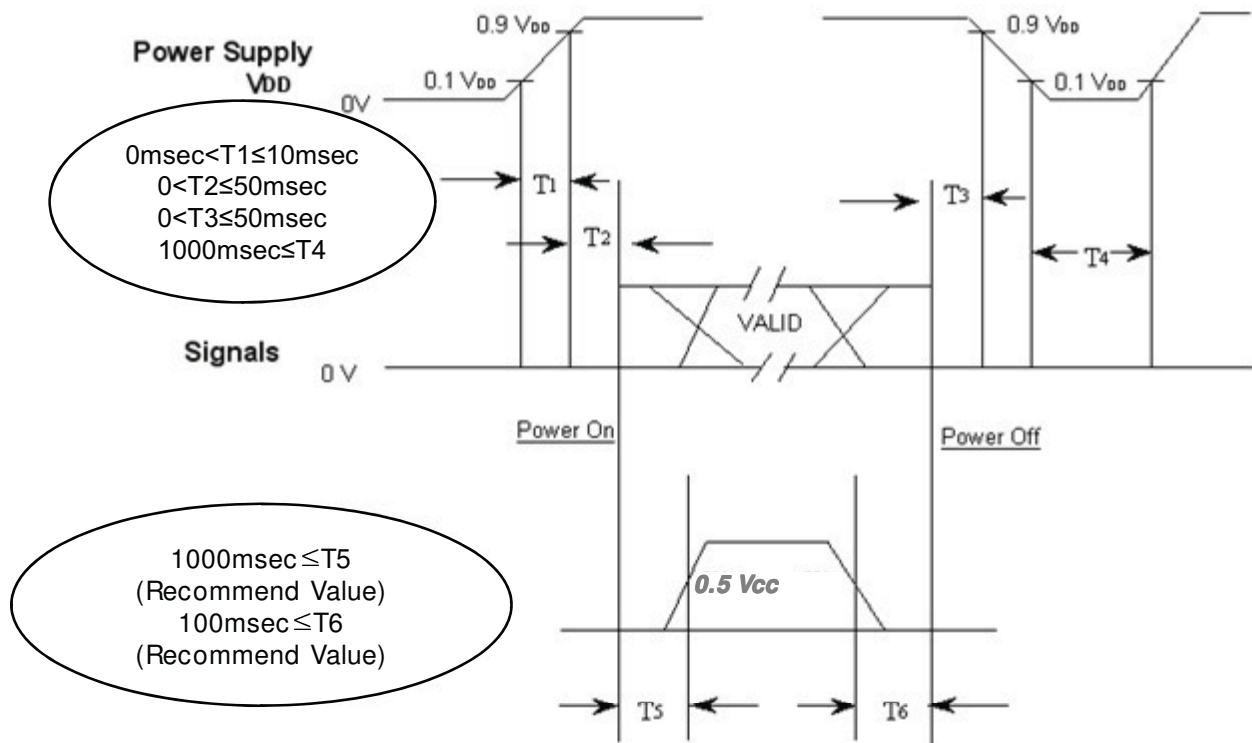 0.9 VDD
0.9 VDD
Power Supply
VDD
0.1 VDD
0.1 VDD
0V
0msec<T1≤10msec
0<T2≤50msec
0<T3≤50msec
1000msec≤T4
T1
T3
T2
T4
VALID
Signals
0 V
Power On
Power Off
1000msec≤T5
(Recommend Value)
100msec≤T6
(Recommend Value)
0.5 Vcc
T5
T6